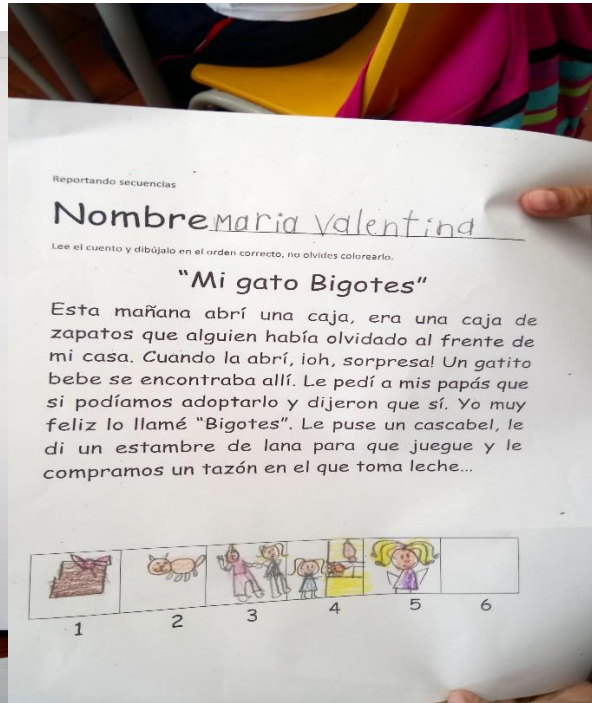 Reportando secuencias
Nombre Maria Valentina
Lee el cuento y dibújalo en el orden correcto, no olvides colorearlo.
"Mi gato Bigotes"
Esta mañana abrí una caja, era una caja de
zapatos que alguien había olvidado al frente de
mi casa. Cuando la abrí, ¡oh, sorpresa! Un gatito
bebe se encontraba allí. Le pedí a mis papás que
si podíamos adoptarlo y dijeron que sí. Yo muy
feliz lo llamé "Bigotes". Le puse un cascabel, le
di un estambre de lana para que juegue y le
compramos un tazón en el que toma leche...
1 2 3 4 5 6